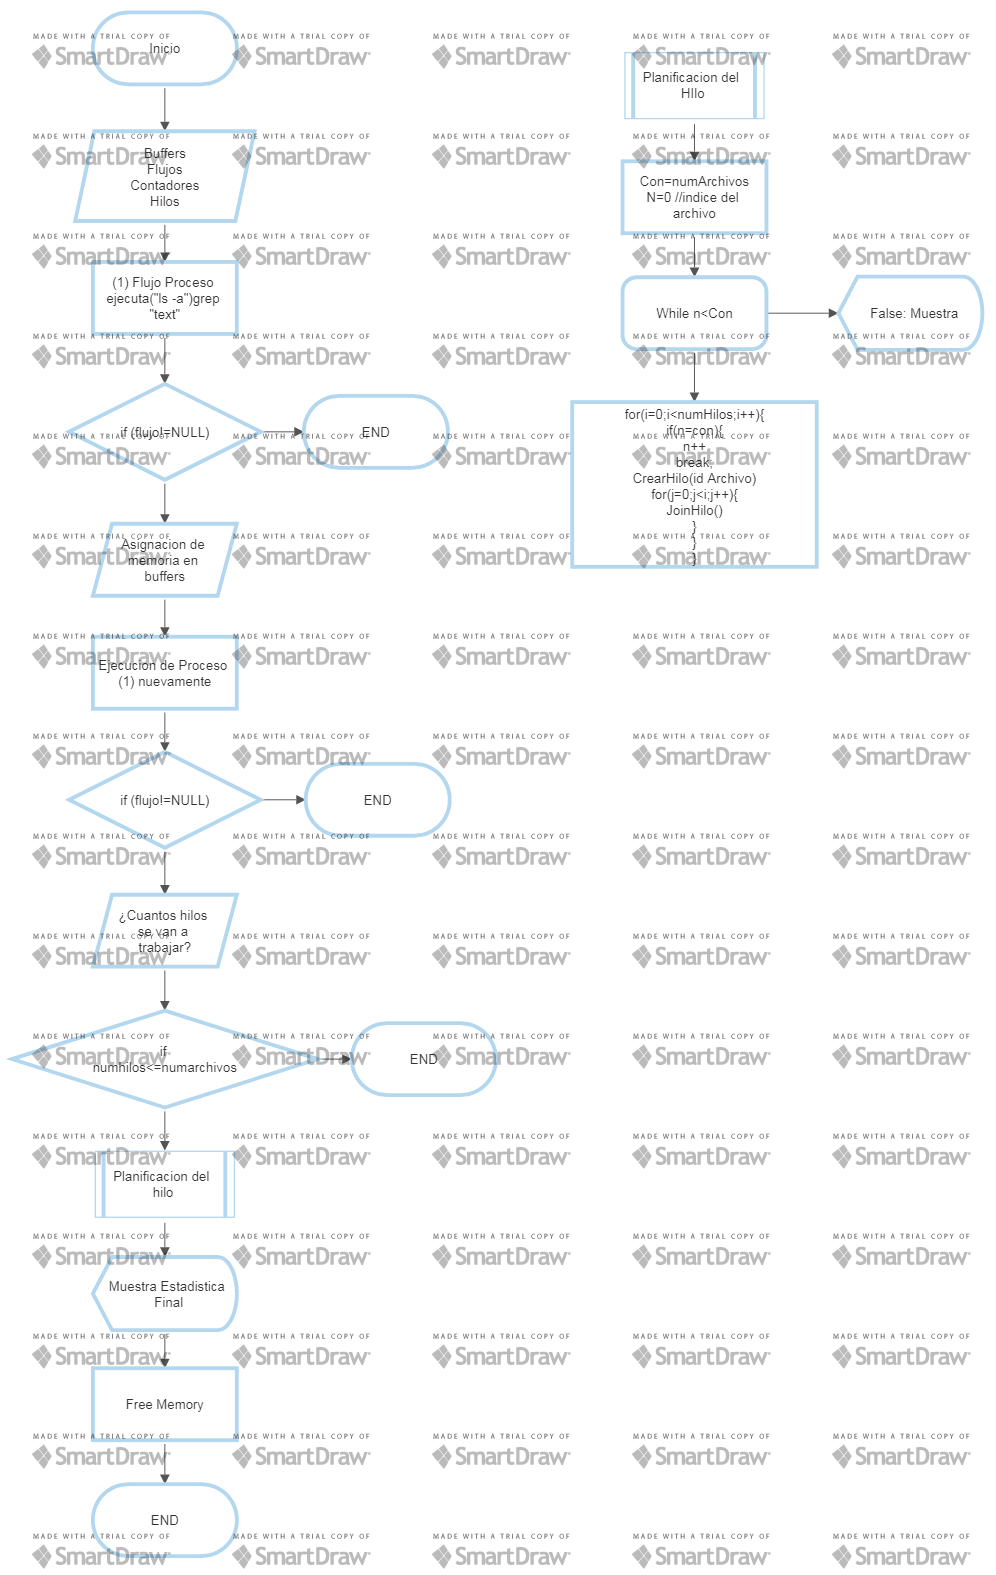 Inicio
Buffers
Flujos
Contadores
Hilos
(1) Flujo Proceso
ejecuta("ls -a")grep
"text"
if (flujo!=NULL)
END
Asignacion de
memoria en
buffers
Ejecucion de Proceso
(1) nuevamente
if (flujo!=NULL)
END
¿Cuantos hilos
se van a
trabajar?
if
numhilos<=numarchivos
END
Planificacion del
hilo
Muestra Estadistica
Final
Free Memory
END
Planificacion del
HIlo
Con=numArchivos
N=0 //indice del
archivo
While n<Con
False: Muestra
for(i=0;i<numHilos;i++){
if(n=con){
n++
break;
CrearHilo(id Archivo)
for(j=0;j<i;j++){
JoinHilo()
}
}
}
MADE WITH A TRIAL COPY OF
SmartDraw